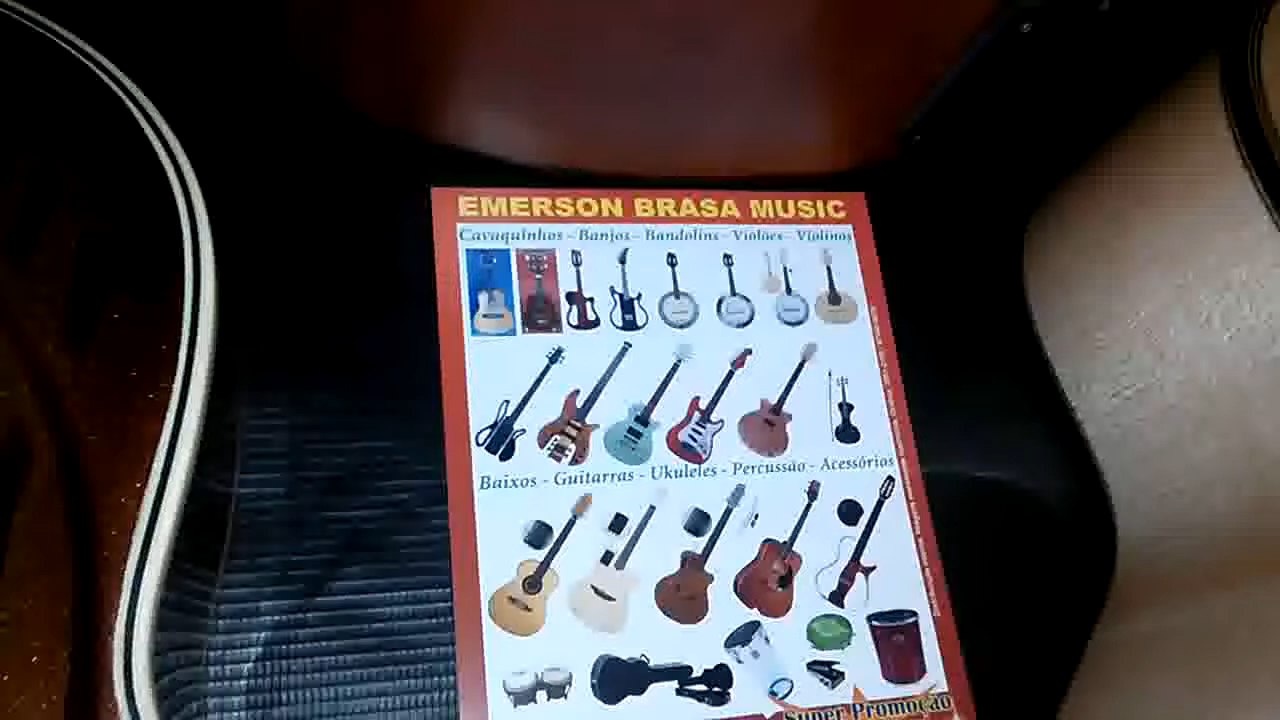 EMERSON BRASA MUSIC
Cavaquinhos - Banjos - Bandolins - Violões - Violinos
Baixos - Guitarras - Ukuleles - Percussão - Acessórios
Super Promoção